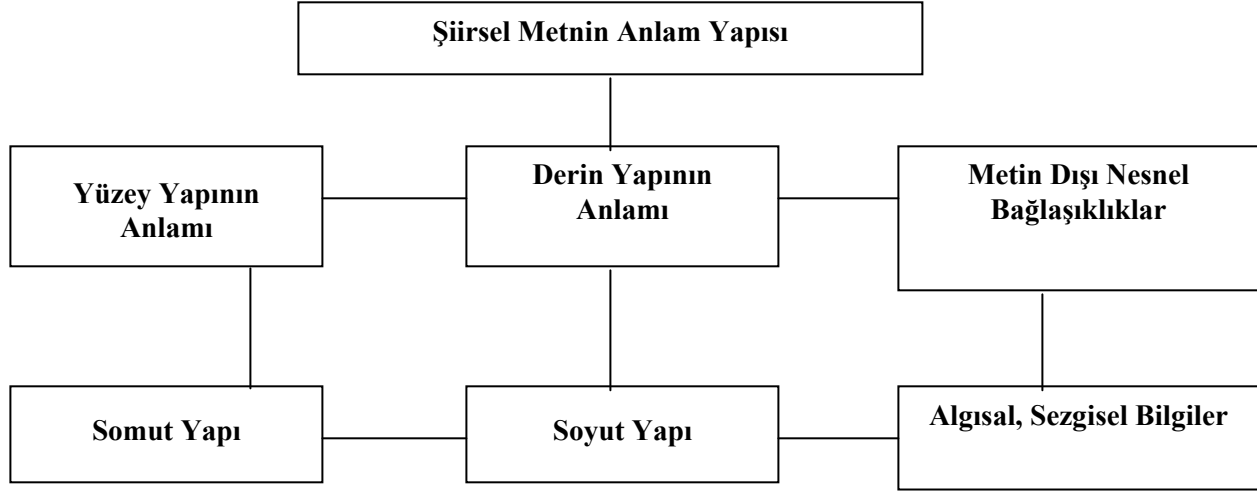 Şiirsel Metnin Anlam Yapısı
Yüzey Yapının
Anlamı
Derin Yapının
Anlamı
Metin Dışı Nesnel
Bağlaşıklıklar
Somut Yapı
Soyut Yapı
Algısal, Sezgisel Bilgiler